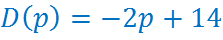 D(p) = −2p + 14